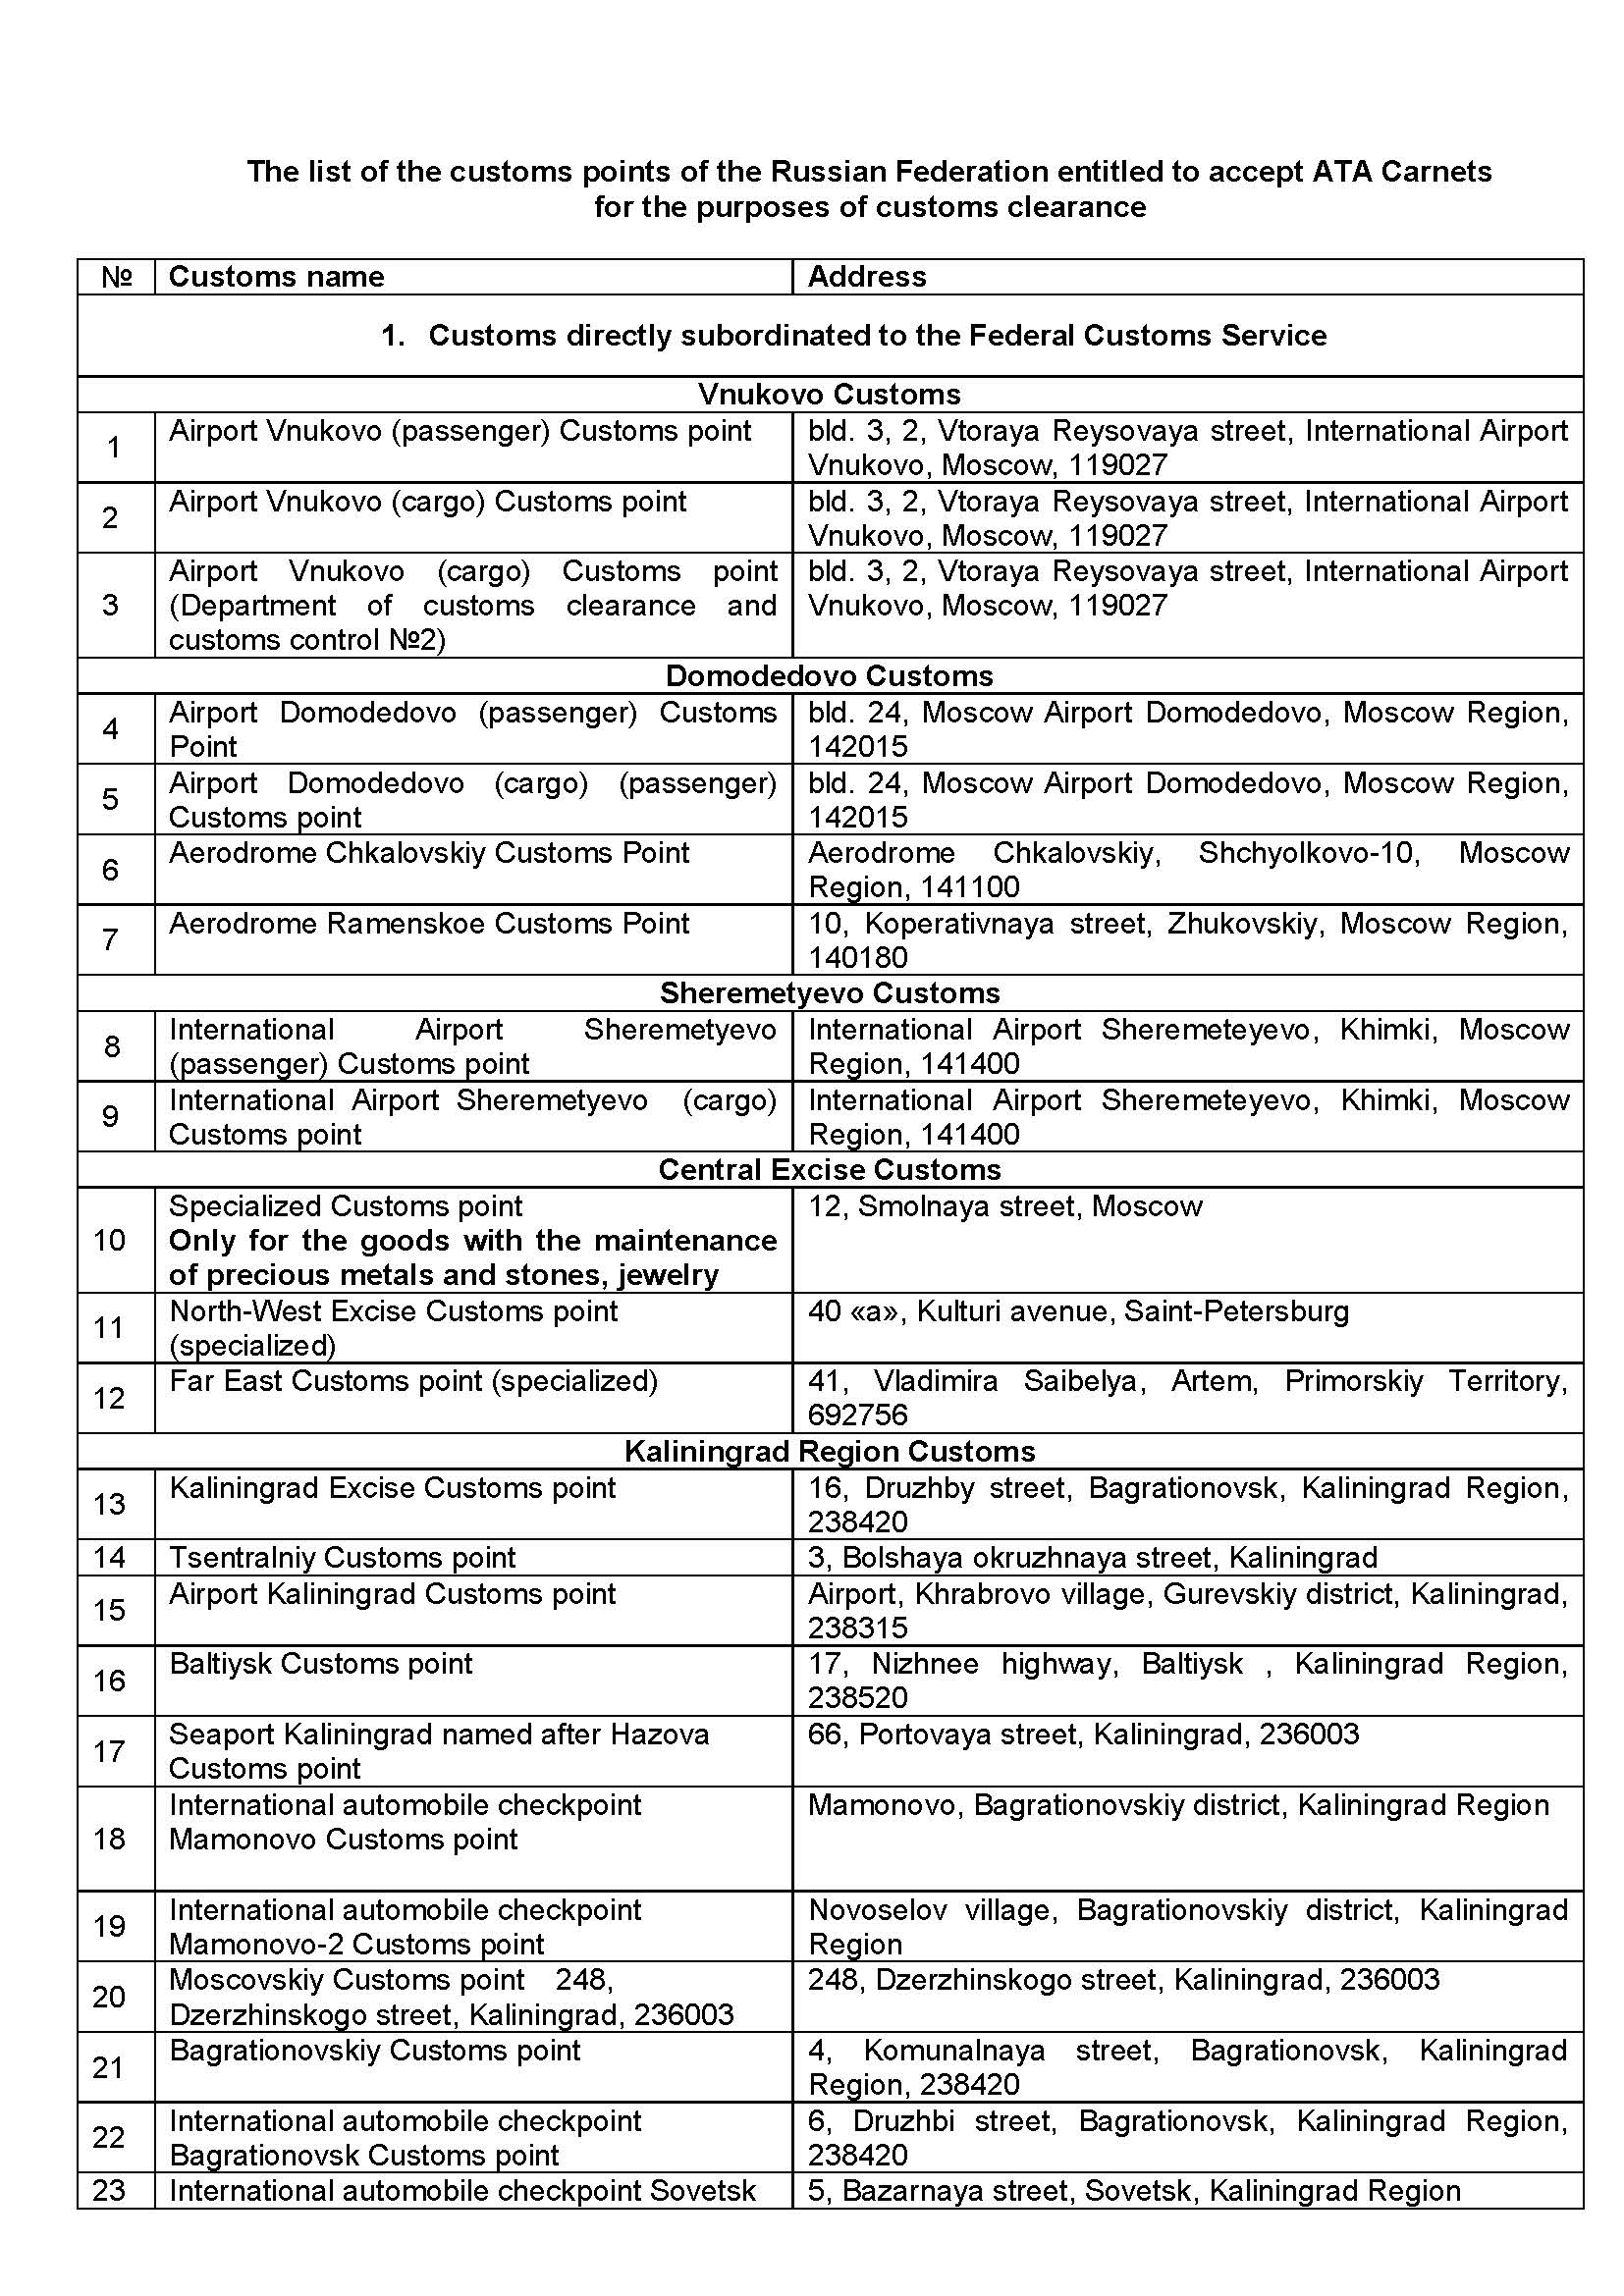 The list of the customs points of the Russian Federation entitled to accept ATA Carnets
for the purposes of customs clearance
№ Customs name Address
1. Customs directly subordinated to the Federal Customs Service
Vnukovo Customs
1 Airport Vnukovo (passenger) Customs point bld. 3, 2, Vtoraya Reysovaya street, International Airport
Vnukovo, Moscow, 119027
2 Airport Vnukovo (cargo) Customs point bld. 3, 2, Vtoraya Reysovaya street, International Airport
Vnukovo, Moscow, 119027
3 Airport Vnukovo (cargo) Customs point bld. 3, 2, Vtoraya Reysovaya street, International Airport
(Department of customs clearance and Vnukovo, Moscow, 119027
customs control №2)
Domodedovo Customs
4 Airport Domodedovo (passenger) Customs bld. 24, Moscow Airport Domodedovo, Moscow Region,
Point 142015
5 Airport Domodedovo (cargo) (passenger) bld. 24, Moscow Airport Domodedovo, Moscow Region,
Customs point 142015
6 Aerodrome Chkalovskiy Customs Point Aerodrome Chkalovskiy, Shchyolkovo-10, Moscow
Region, 141100
7 Aerodrome Ramenskoe Customs Point 10, Koperativnaya street, Zhukovskiy, Moscow Region,
140180
Sheremetyevo Customs
8 International Airport Sheremetyevo International Airport Sheremeteyevo, Khimki, Moscow
(passenger) Customs point Region, 141400
9 International Airport Sheremetyevo (cargo) International Airport Sheremeteyevo, Khimki, Moscow
Customs point Region, 141400
Central Excise Customs
10 Specialized Customs point 12, Smolnaya street, Moscow
Only for the goods with the maintenance
of precious metals and stones, jewelry
11 North-West Excise Customs point 40 «a», Kulturi avenue, Saint-Petersburg
(specialized)
12 Far East Customs point (specialized) 41, Vladimira Saibelya, Artem, Primorskiy Territory,
692756
Kaliningrad Region Customs
13 Kaliningrad Excise Customs point 16, Druzhby street, Bagrationovsk, Kaliningrad Region,
238420
14 Tsentralniy Customs point 3, Bolshaya okruzhnaya street, Kaliningrad
15 Airport Kaliningrad Customs point Airport, Khrabrovo village, Gurevskiy district, Kaliningrad,
238315
16 Baltiysk Customs point 17, Nizhnee highway, Baltiysk , Kaliningrad Region,
238520
17 Seaport Kaliningrad named after Hazova 66, Portovaya street, Kaliningrad, 236003
Customs point
18 International automobile checkpoint Mamonovo, Bagrationovskiy district, Kaliningrad Region
Mamonovo Customs point
19 International automobile checkpoint Novoselov village, Bagrationovskiy district, Kaliningrad
Mamonovo-2 Customs point Region
20 Moscovskiy Customs point 248, 248, Dzerzhinskogo street, Kaliningrad, 236003
Dzerzhinskogo street, Kaliningrad, 236003
21 Bagrationovskiy Customs point 4, Komunalnaya street, Bagrationovsk, Kaliningrad
Region, 238420
22 International automobile checkpoint 6, Druzhbi street, Bagrationovsk, Kaliningrad Region,
Bagrationovsk Customs point 238420
23 International automobile checkpoint Sovetsk 5, Bazarnaya street, Sovetsk, Kaliningrad Region